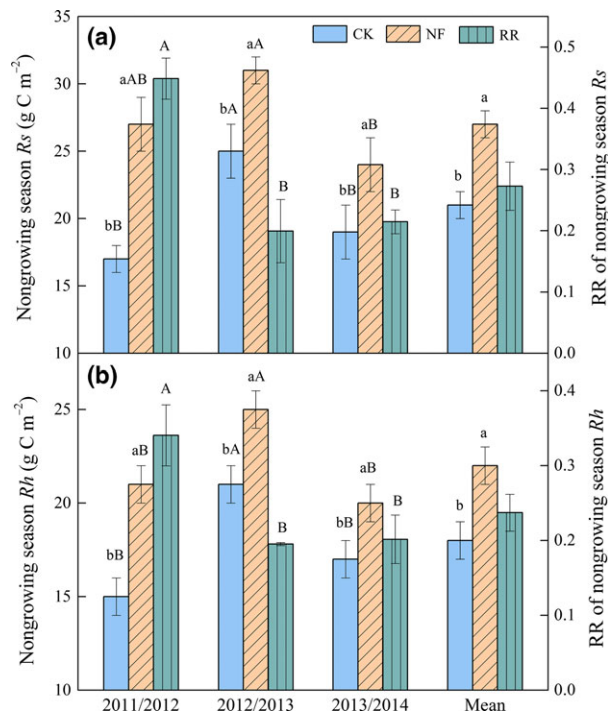 (a)
CK NF RR
35
30
25
20
15
10
Nongrowing season Rs (g C m⁻²)
0.5
0.4
0.3
0.2
0.1
0.0
RR of nongrowing season Rs
bB aAB A
bA aA B
bB aB B
b a
(b)
25
20
15
10
Nongrowing season Rh (g C m⁻²)
0.4
0.3
0.2
0.1
0.0
RR of nongrowing season Rh
bB aB A
bA aA B
bB aB B
b a
2011/2012 2012/2013 2013/2014 Mean